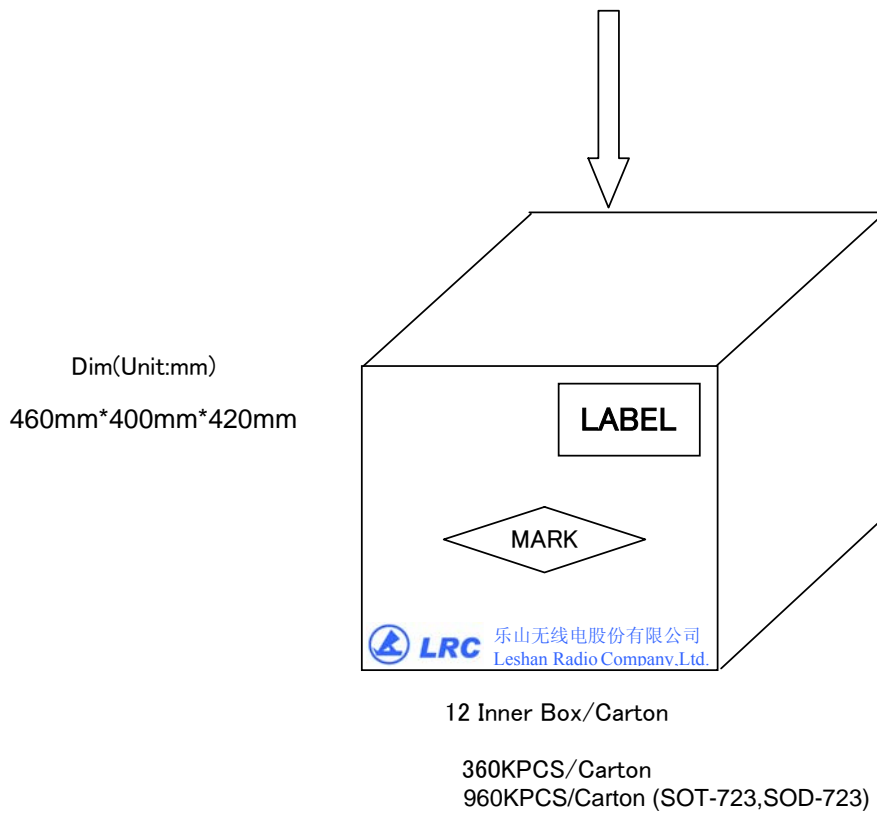 Dim(Unit:mm)
460mm*400mm*420mm
LABEL
MARK
LRC
乐山无线电股份有限公司
Leshan Radio Company,Ltd.
12 Inner Box/Carton
360KPCS/Carton
960KPCS/Carton (SOT-723,SOD-723)